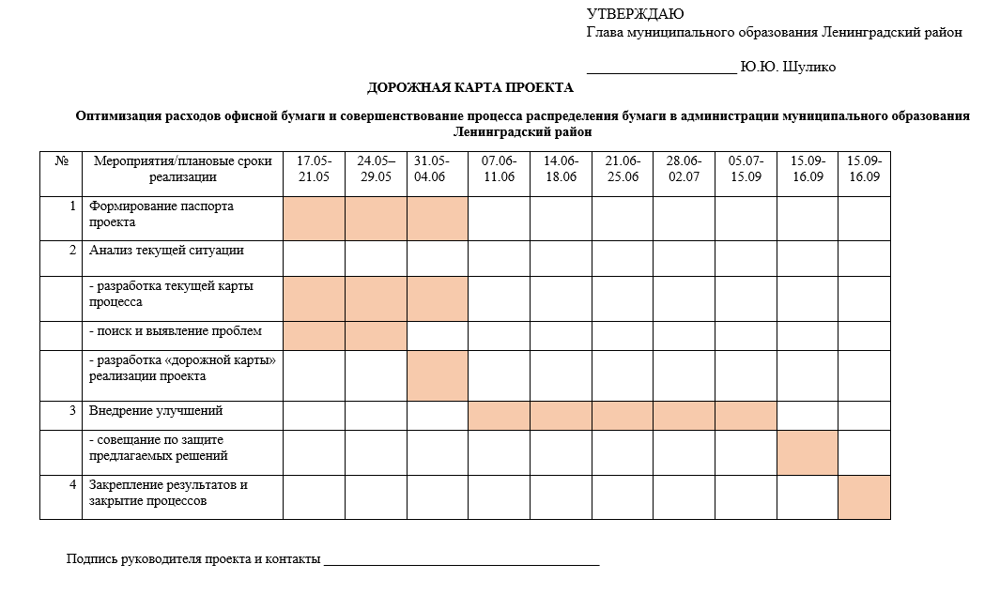 УТВЕРЖДАЮ
Глава муниципального образования Ленинградский район
____________________ Ю.Ю. Шулико
ДОРОЖНАЯ КАРТА ПРОЕКТА
Оптимизация расходов офисной бумаги и совершенствование процесса распределения бумаги в администрации муниципального образования
Ленинградский район
№ Мероприятия/плановые сроки 17.05- 24.05– 31.05- 07.06- 14.06- 21.06- 28.06- 05.07- 15.09- 15.09-
реализации 21.05 29.05 04.06 11.06 18.06 25.06 02.07 15.09 16.09 16.09
1 Формирование паспорта
проекта
2 Анализ текущей ситуации
- разработка текущей карты
процесса
- поиск и выявление проблем
- разработка «дорожной карты»
реализации проекта
3 Внедрение улучшений
- совещание по защите
предлагаемых решений
4 Закрепление результатов и
закрытие процессов
Подпись руководителя проекта и контакты _____________________________________